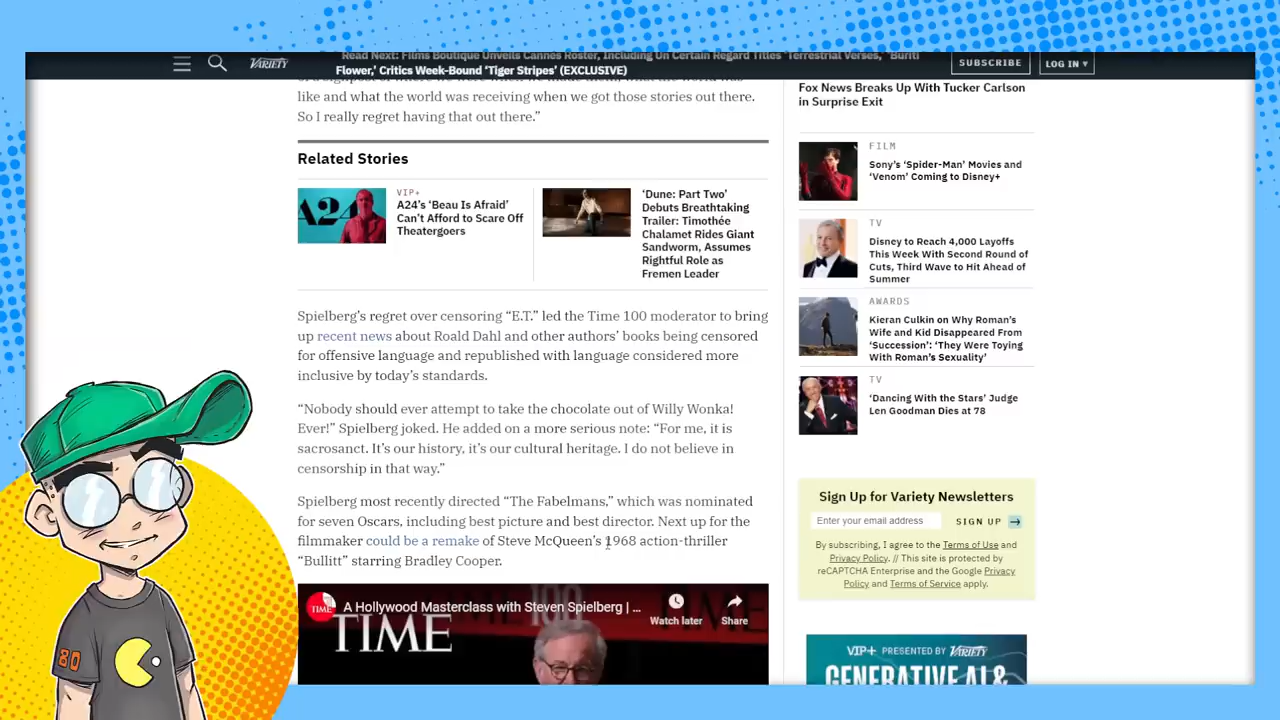 Read Next: Films Boutique Unveils Cannes Roster, Including Un Certain Regard Titles 'Terrestrial Verses,' 'Buriti
Flower,' Critics Week-Bound 'Tiger Stripes' (EXCLUSIVE)
VARIETY
SUBSCRIBE
LOG IN ▾
like and what the world was receiving when we got those stories out there.
So I really regret having that out there.”
Related Stories
VIP+
A24's ‘Beau Is Afraid’
Can't Afford to Scare Off
Theatergoers
A24
‘Dune: Part Two’
Debuts Breathtaking
Trailer: Timothée
Chalamet Rides Giant
Sandworm, Assumes
Rightful Role as
Fremen Leader
Spielberg’s regret over censoring “E.T.” led the Time 100 moderator to bring
up recent news about Roald Dahl and other authors’ books being censored
for offensive language and republished with language considered more
inclusive by today’s standards.
“Nobody should ever attempt to take the chocolate out of Willy Wonka!
Ever!” Spielberg joked. He added on a more serious note: “For me, it is
sacrosanct. It’s our history, it’s our cultural heritage. I do not believe in
censorship in that way.”
Spielberg most recently directed “The Fabelmans,” which was nominated
for seven Oscars, including best picture and best director. Next up for the
filmmaker could be a remake of Steve McQueen’s 1968 action-thriller
“Bullitt” starring Bradley Cooper.
TIME
A Hollywood Masterclass with Steven Spielberg | ...
Watch later
Share
TIME
100
TIME
Fox News Breaks Up With Tucker Carlson
in Surprise Exit
FILM
Sony's ‘Spider-Man’ Movies and
‘Venom’ Coming to Disney+
TV
Disney to Reach 4,000 Layoffs
This Week With Second Round of
Cuts, Third Wave to Hit Ahead of
Summer
AWARDS
Kieran Culkin on Why Roman's
Wife and Kid Disappeared From
‘Succession’: ‘They Were Toying
With Roman's Sexuality’
TV
‘Dancing With the Stars’ Judge
Len Goodman Dies at 78
Sign Up for Variety Newsletters
Enter your email address
SIGN UP →
By subscribing, I agree to the Terms of Use and
Privacy Policy. // This site is protected by
reCAPTCHA Enterprise and the Google Privacy
Policy and Terms of Service apply.
VIP+ PRESENTED BY VARIETY
GENERATIVE AI &
80